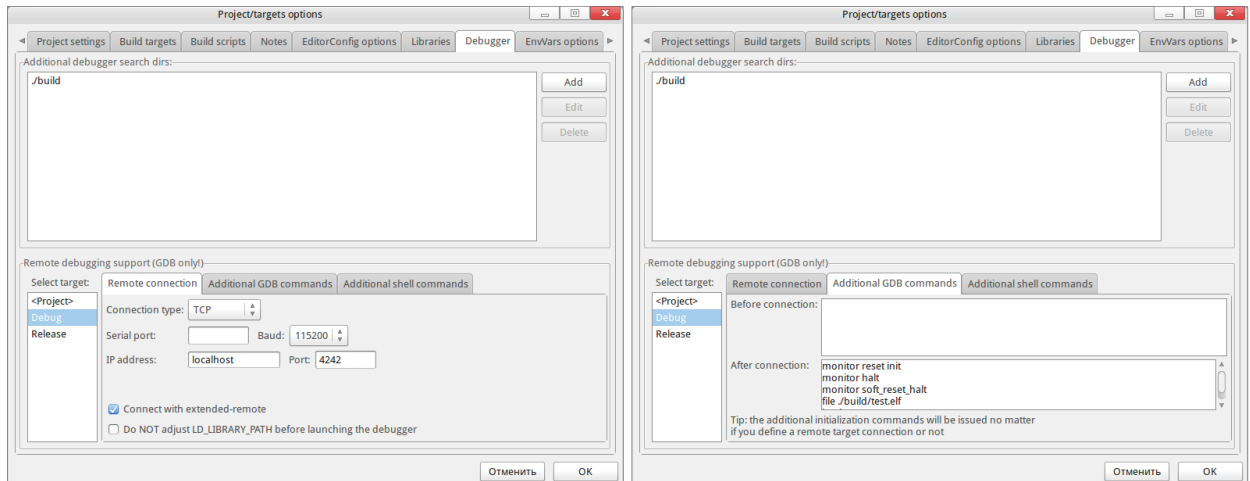 Project/targets options
Project settings Build targets Build scripts Notes EditorConfig options Libraries Debugger EnvVars options
Additional debugger search dirs:
./build
Add
Edit
Delete
Remote debugging support (GDB only!)
Select target:
<Project>
Debug
Release
Remote connection Additional GDB commands Additional shell commands
Connection type: TCP
Serial port: Baud: 115200
IP address: localhost Port: 4242
Connect with extended-remote
Do NOT adjust LD_LIBRARY_PATH before launching the debugger
Отменить OK
Project/targets options
Project settings Build targets Build scripts Notes EditorConfig options Libraries Debugger EnvVars options
Additional debugger search dirs:
./build
Add
Edit
Delete
Remote debugging support (GDB only!)
Select target:
<Project>
Debug
Release
Remote connection Additional GDB commands Additional shell commands
Before connection:
After connection:
monitor reset init
monitor halt
monitor soft_reset_halt
file ./build/test.elf
Tip: the additional initialization commands will be issued no matter
if you define a remote target connection or not
Отменить OK